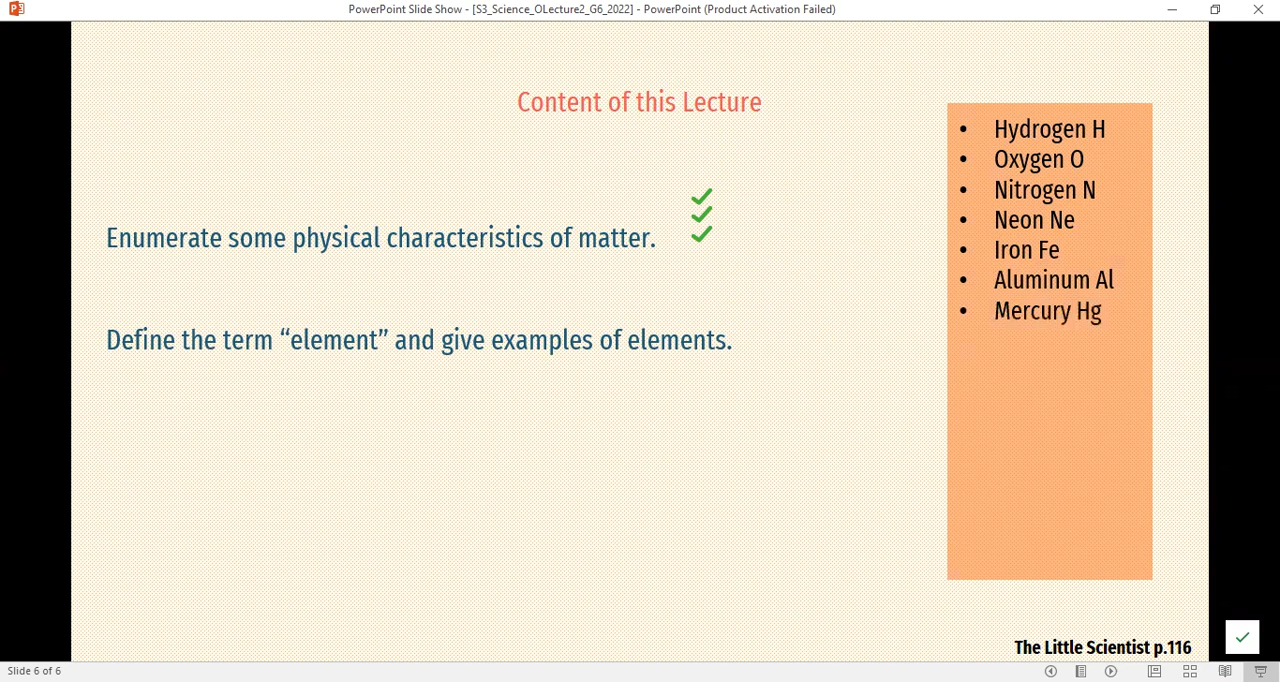 PowerPoint Slide Show - [S3_Science_OLecture2_G6_2022] - PowerPoint (Product Activation Failed)
Content of this Lecture
Enumerate some physical characteristics of matter.
Define the term “element” and give examples of elements.
• Hydrogen H
• Oxygen O
• Nitrogen N
• Neon Ne
• Iron Fe
• Aluminum Al
• Mercury Hg
The Little Scientist p.116
Slide 6 of 6